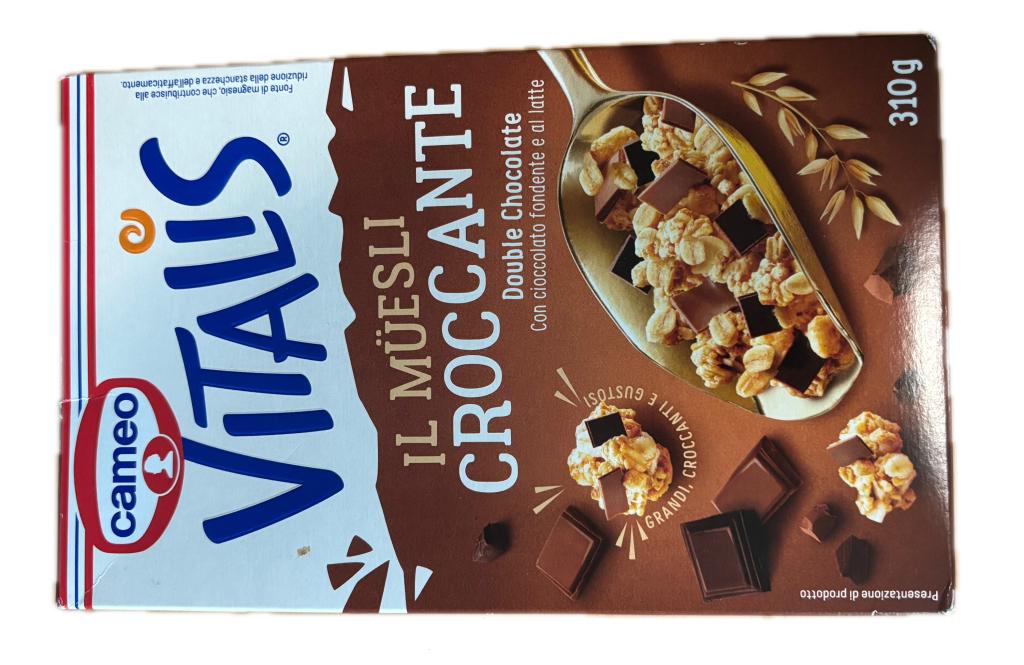 cameo
VITALIS®
Fonte di magnesio, che contribuisce alla
riduzione della stanchezza e dell'affaticamento.
IL MÜESLI
CROCCANTE
Double Chocolate
Con cioccolato fondente e al latte
GRANDI, CROCCANTI E GUSTOSI
310g
Presentazione di prodotto